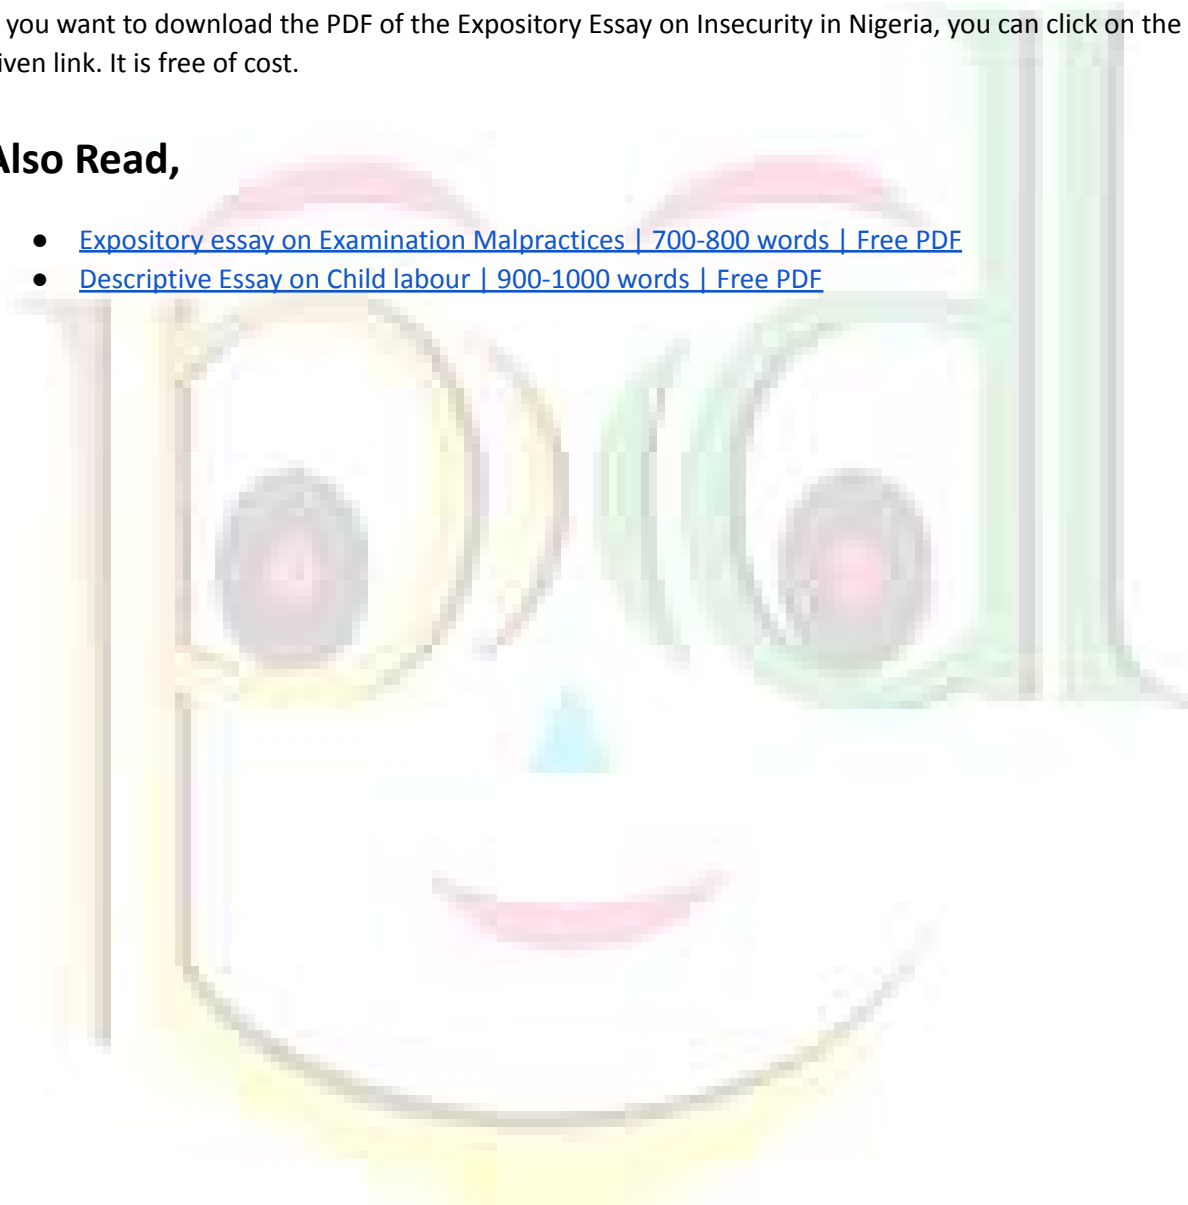 you want to download the PDF of the Expository Essay on Insecurity in Nigeria, you can click on the
iven link. It is free of cost.
Also Read,
● Expository essay on Examination Malpractices | 700-800 words | Free PDF
● Descriptive Essay on Child labour | 900-1000 words | Free PDF